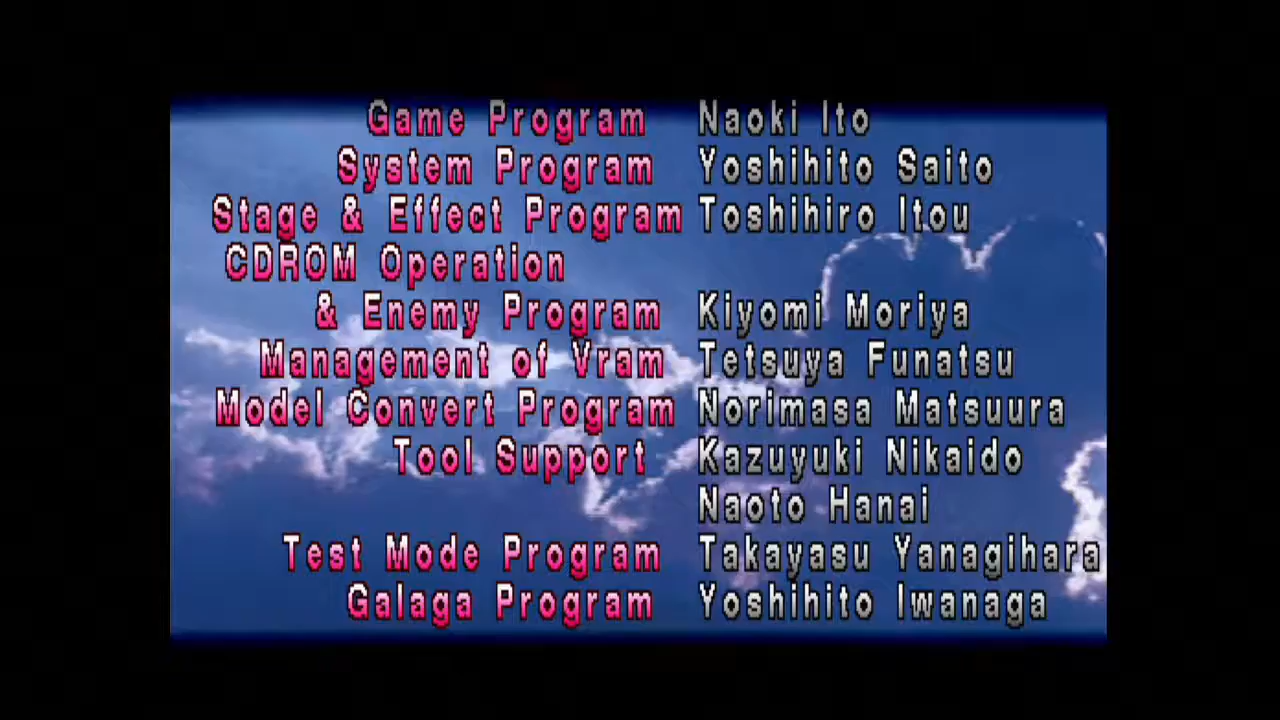 Game Program Naoki Ito
System Program Yoshihito Saito
Stage & Effect Program Toshihiro Itou
CDROM Operation
& Enemy Program Kiyomi Moriya
Management of Vram Tetsuya Funatsu
Model Convert Program Norimasa Matsuura
Tool Support Kazuyuki Nikaido
Naoto Hanai
Test Mode Program Takayasu Yanagihara
Galaga Program Yoshihito Iwanaga